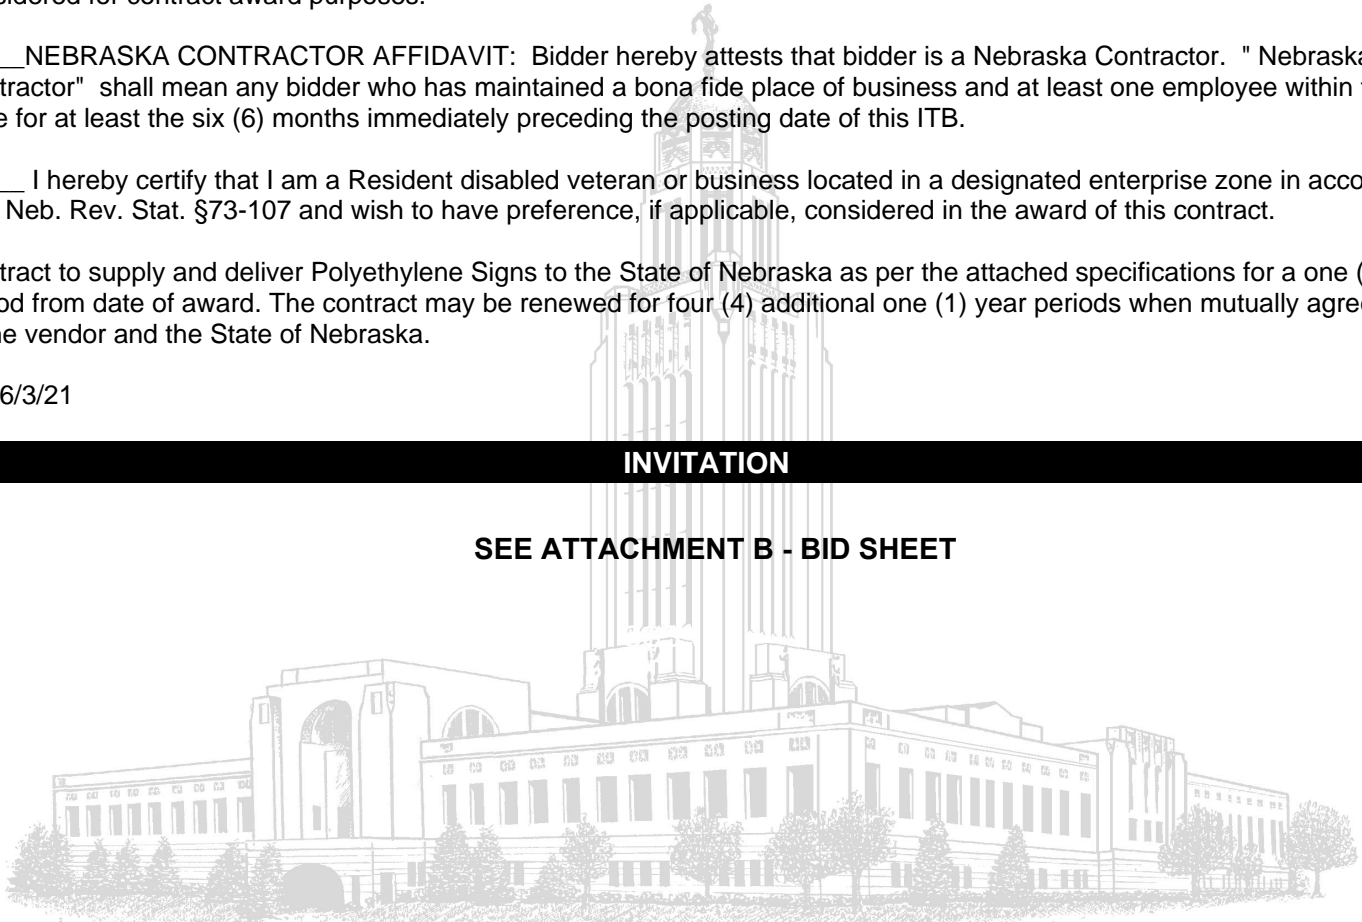 sidered for contract award purposes.
__NEBRASKA CONTRACTOR AFFIDAVIT: Bidder hereby attests that bidder is a Nebraska Contractor. " Nebraska
tractor" shall mean any bidder who has maintained a bona fide place of business and at least one employee within
e for at least the six (6) months immediately preceding the posting date of this ITB.
__ I hereby certify that I am a Resident disabled veteran or business located in a designated enterprise zone in acco
Neb. Rev. Stat. §73-107 and wish to have preference, if applicable, considered in the award of this contract.
tract to supply and deliver Polyethylene Signs to the State of Nebraska as per the attached specifications for a one (
od from date of award. The contract may be renewed for four (4) additional one (1) year periods when mutually agre
e vendor and the State of Nebraska.
6/3/21
INVITATION
SEE ATTACHMENT B - BID SHEET